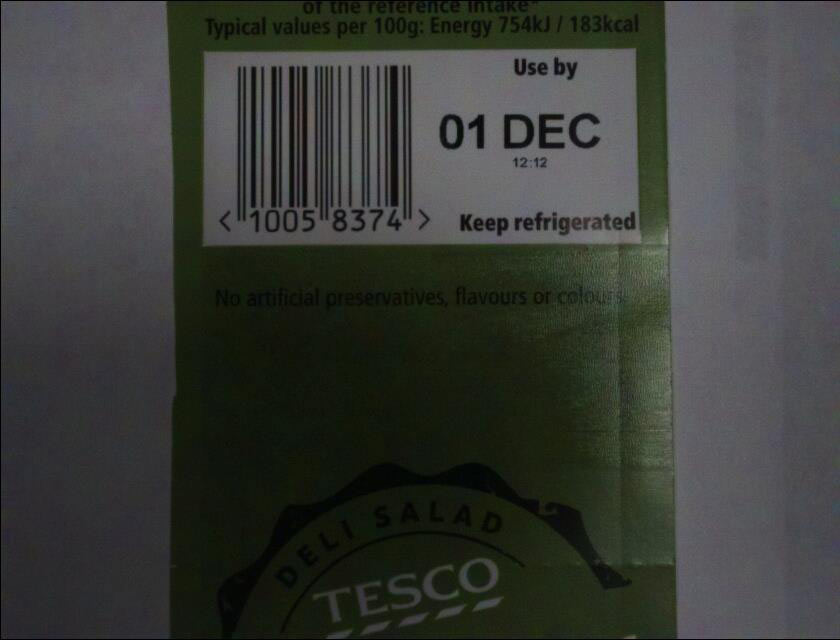 of the reference intake*
Typical values per 100g: Energy 754kJ / 183kcal
Use by
01 DEC
12:12
< 1005 8374 >
Keep refrigerated
No artificial preservatives, flavours or colours.
DELI SALAD
TESCO